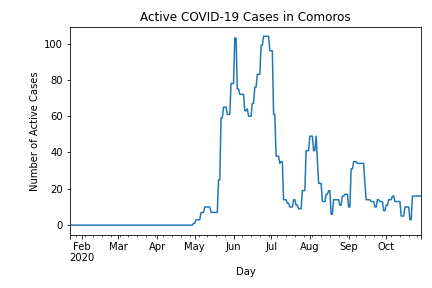 Active COVID-19 Cases in Comoros
Number of Active Cases
100
80
60
40
20
0
Feb Mar Apr May Jun Jul Aug Sep Oct
2020
Day